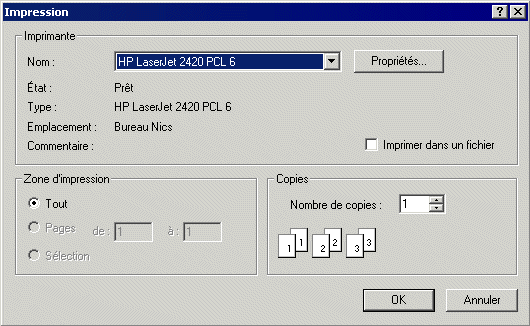 Impression
Imprimante
Nom : HP LaserJet 2420 PCL 6 Propriétés...
État : Prêt
Type : HP LaserJet 2420 PCL 6
Emplacement : Bureau Nics
Commentaire : Imprimer dans un fichier
Zone d'impression
Tout
Pages de : 1 à : 1
Sélection
Copies
Nombre de copies : 1
1 1 2 2 3 3
OK Annuler